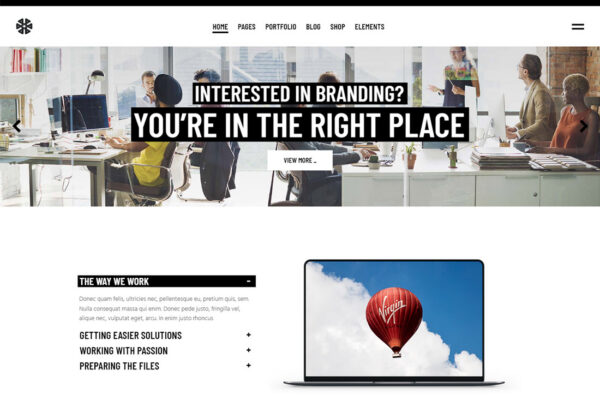 HOME PAGES PORTFOLIO BLOG SHOP ELEMENTS
INTERESTED IN BRANDING?
YOU'RE IN THE RIGHT PLACE
VIEW MORE _
THE WAY WE WORK -
Donec quam felis, ultricies nec, pellentesque eu, pretium quis, sem.
Nulla consequat massa qui enim. Donec pede justo, fringilla vel,
alique nec, vulputat eget, arcu. In enim justo rhoncus.
GETTING EASIER SOLUTIONS +
WORKING WITH PASSION +
PREPARING THE FILES +
Virgin